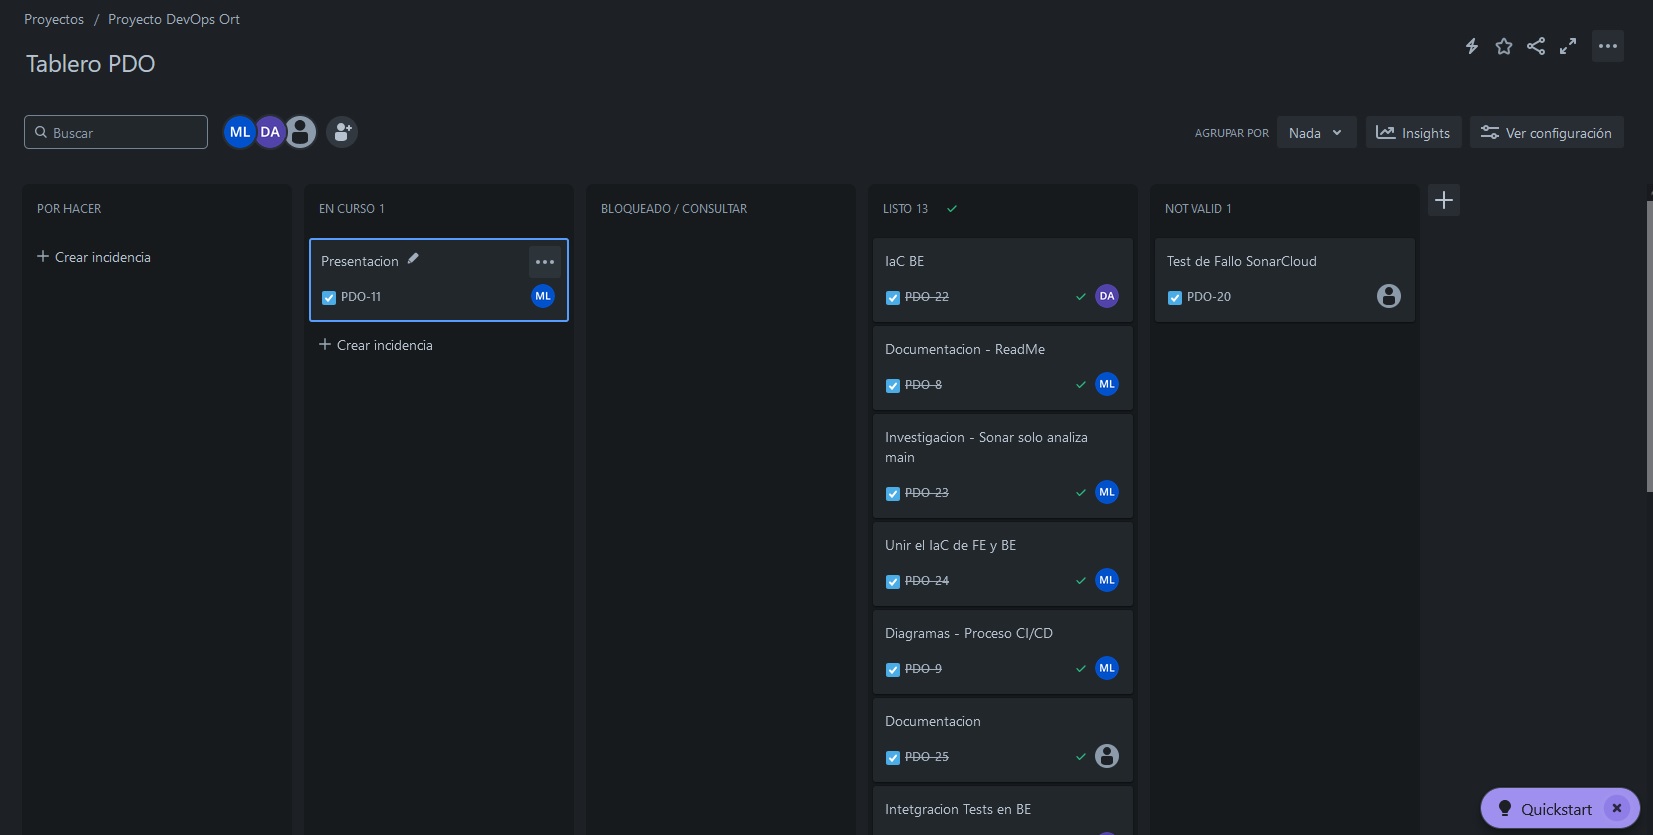 Proyectos / Proyecto DevOps Ort
Tablero PDO
Buscar
ML DA
AGRUPAR POR Nada Insights Ver configuración
POR HACER
Crear incidencia
EN CURSO 1
Presentacion
PDO-11 ML
Crear incidencia
BLOQUEADO / CONSULTAR
LISTO 13
IaC BE
PDO-22 DA
Documentacion - ReadMe
PDO-8 ML
Investigacion - Sonar solo analiza
main
PDO-23 ML
Unir el IaC de FE y BE
PDO-24 ML
Diagramas - Proceso CI/CD
PDO-9 ML
Documentacion
PDO-25
Intetgracion Tests en BE
NOT VALID 1
Test de Fallo SonarCloud
PDO-20
Quickstart